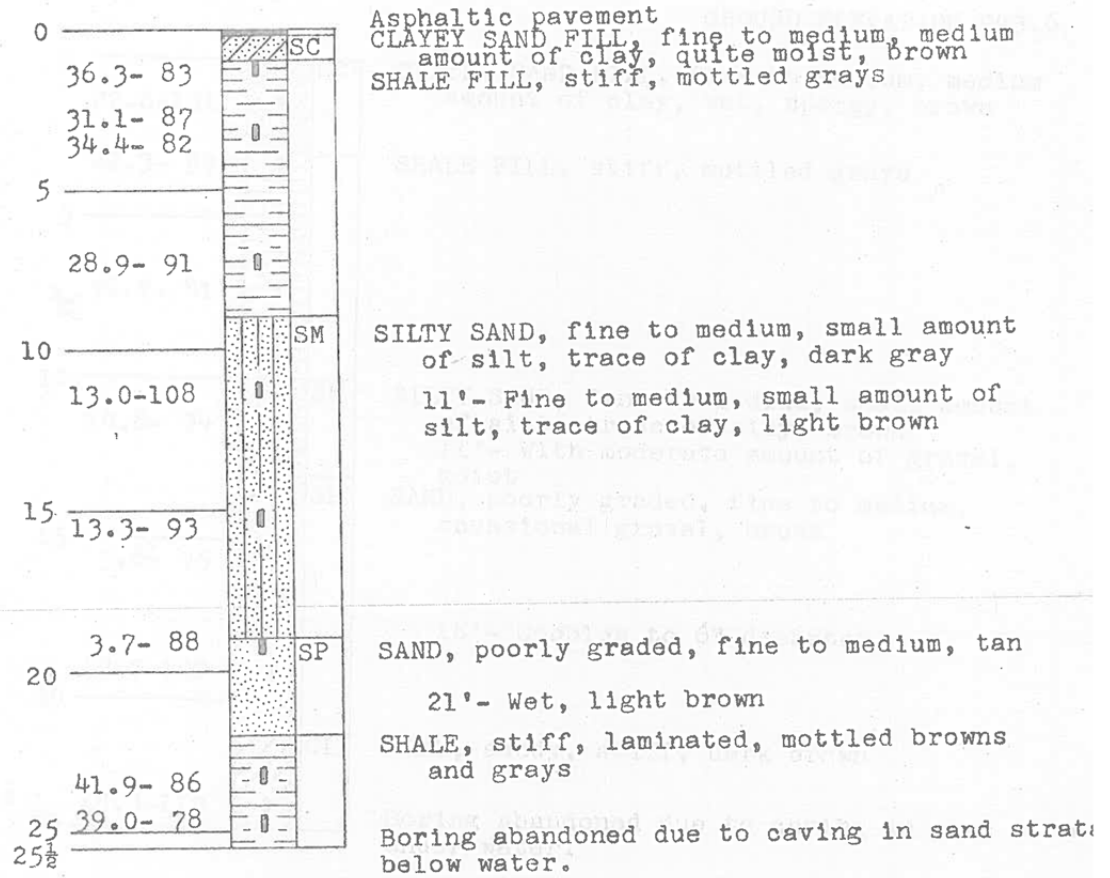 0
Asphaltic pavement
SC
CLAYEY SAND FILL, fine to medium, medium
amount of clay, quite moist, brown
36.3- 83
SHALE FILL, stiff, mottled grays
31.1- 87
34.4- 82
5
28.9- 91
SM
SILTY SAND, fine to medium, small amount
of silt, trace of clay, dark gray
10
13.0-108
11'- Fine to medium, small amount of
silt, trace of clay, light brown
15
13.3- 93
3.7- 88
SP
SAND, poorly graded, fine to medium, tan
20
21'- Wet, light brown
SHALE, stiff, laminated, mottled browns
and grays
41.9- 86
39.0- 78
25
Boring abandoned due to caving in sand strata
25½
below water.